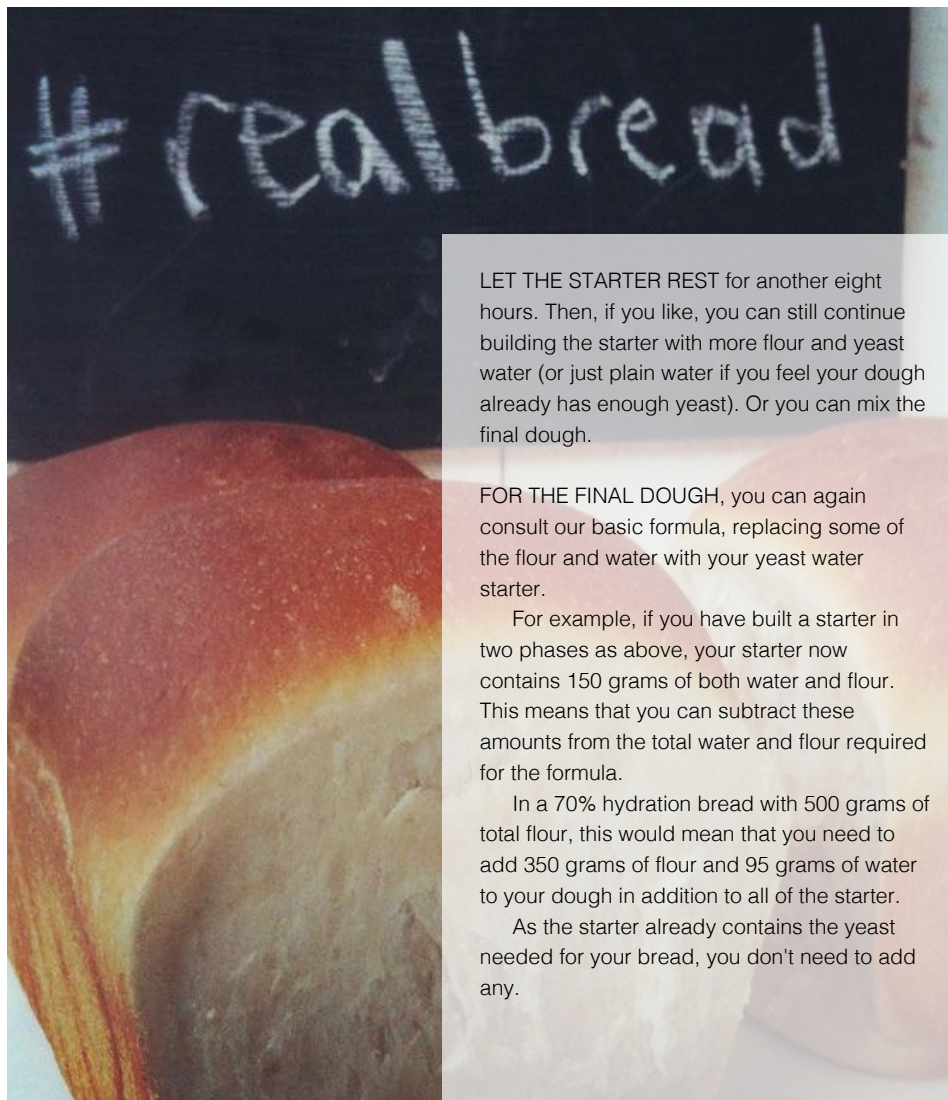 #realbread
LET THE STARTER REST for another eight
hours. Then, if you like, you can still continue
building the starter with more flour and yeast
water (or just plain water if you feel your dough
already has enough yeast). Or you can mix the
final dough.
FOR THE FINAL DOUGH, you can again
consult our basic formula, replacing some of
the flour and water with your yeast water
starter.
For example, if you have built a starter in
two phases as above, your starter now
contains 150 grams of both water and flour.
This means that you can subtract these
amounts from the total water and flour required
for the formula.
In a 70% hydration bread with 500 grams of
total flour, this would mean that you need to
add 350 grams of flour and 95 grams of water
to your dough in addition to all of the starter.
As the starter already contains the yeast
needed for your bread, you don't need to add
any.